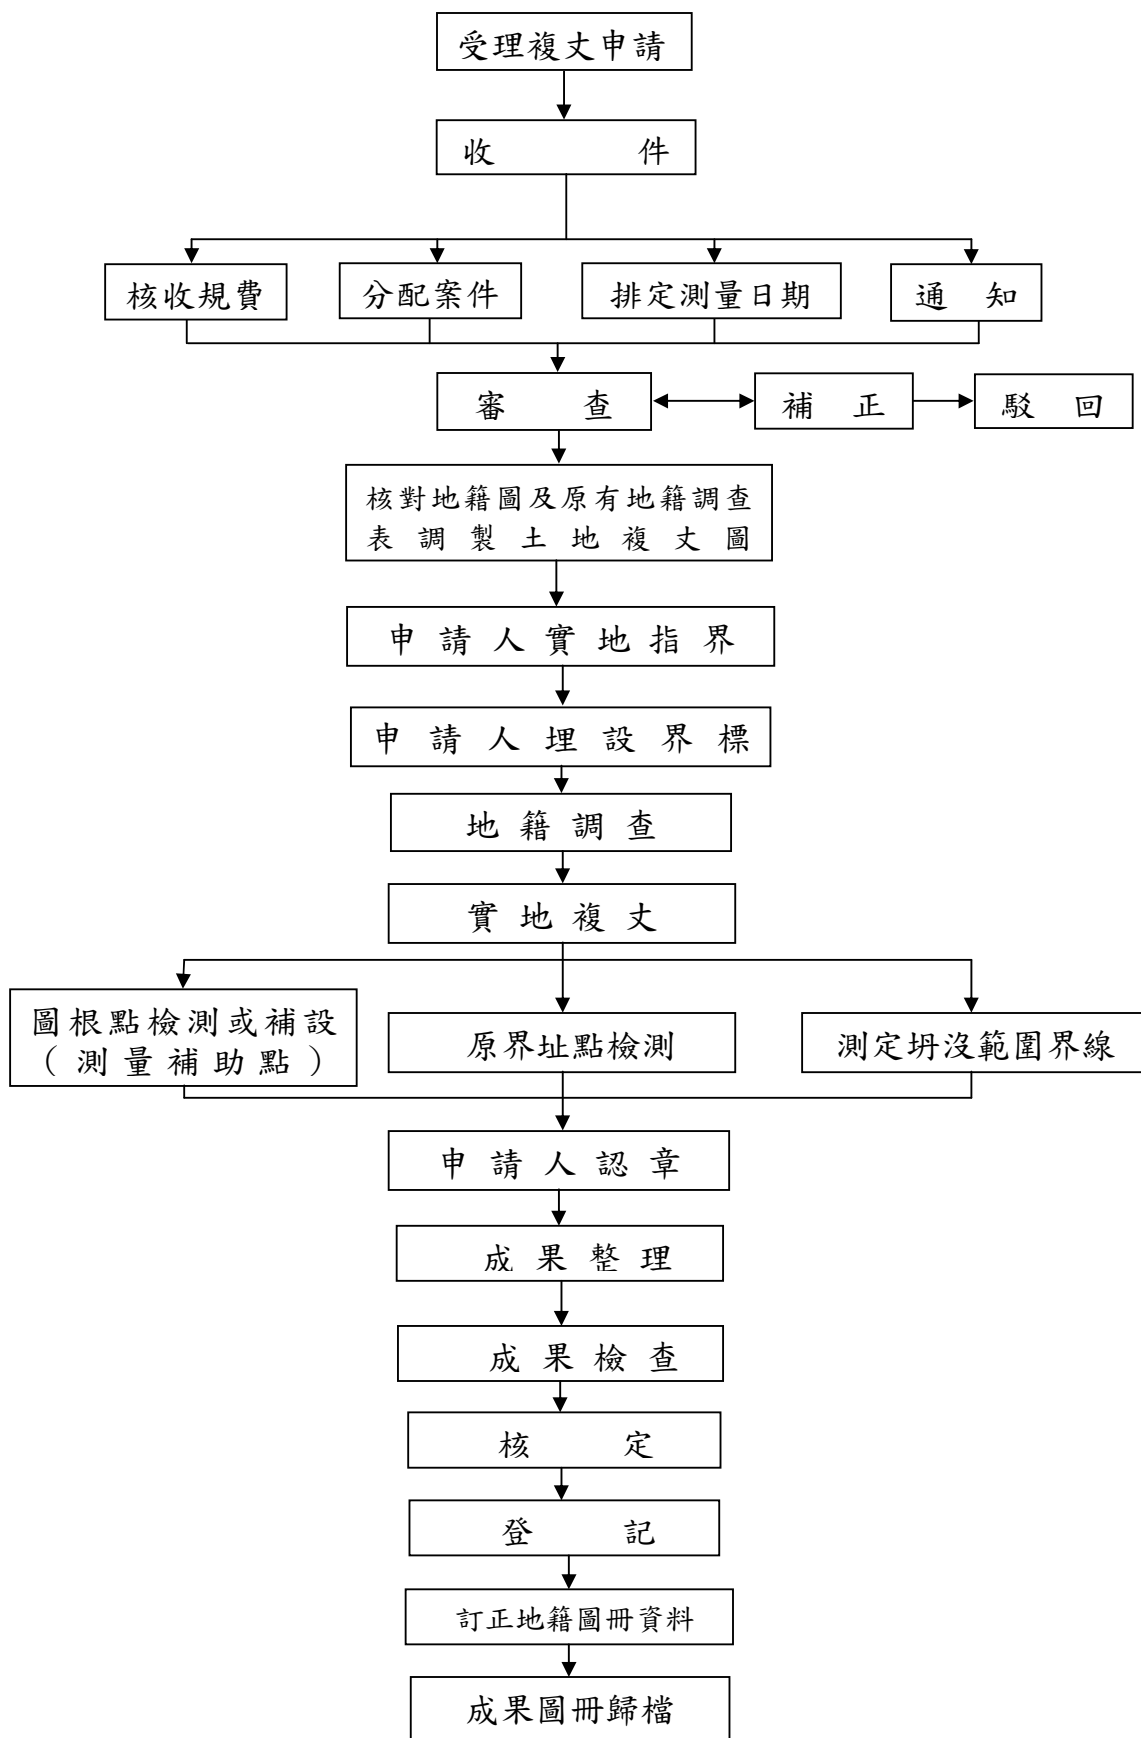 受理複丈申請
收件
核收規費
分配案件
排定測量日期
通知
審查
補正
駁回
核對地籍圖及原有地籍調查
表調製土地複丈圖
申請人實地指界
申請人埋設界標
地籍調查
實地複丈
圖根點檢測或補設
（測量補助點）
原界址點檢測
測定坍沒範圍界線
申請人認章
成果整理
成果檢查
核定
登記
訂正地籍圖冊資料
成果圖冊歸檔